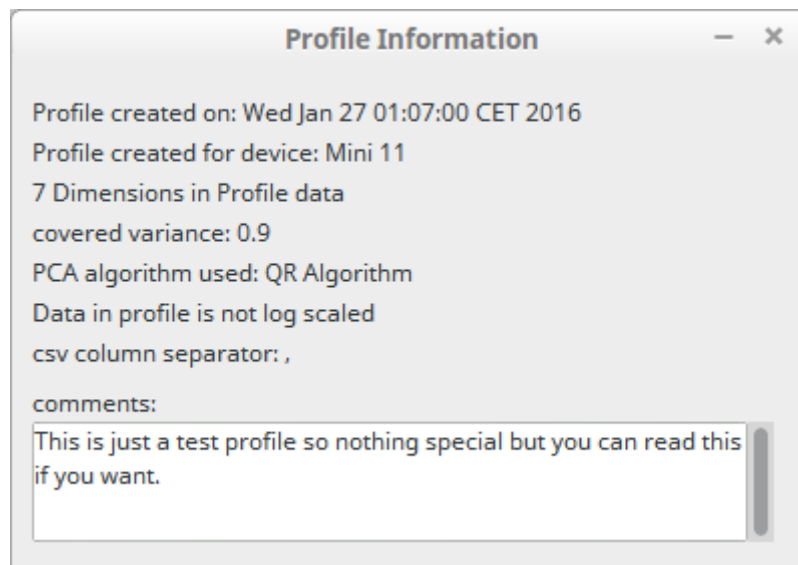 Profile Information
Profile created on: Wed Jan 27 01:07:00 CET 2016
Profile created for device: Mini 11
7 Dimensions in Profile data
covered variance: 0.9
PCA algorithm used: QR Algorithm
Data in profile is not log scaled
csv column separator: ,
comments:
This is just a test profile so nothing special but you can read this
if you want.